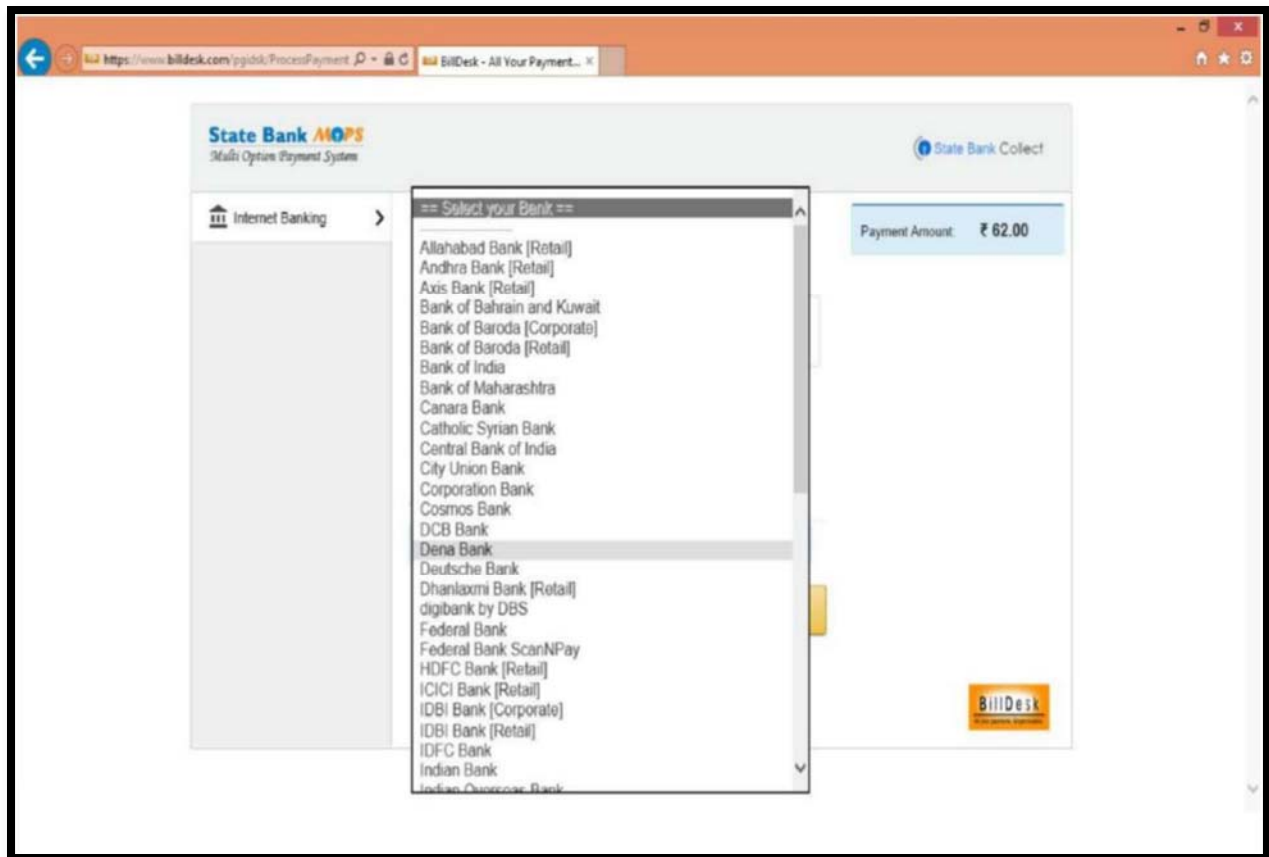 https://www.billdesk.com/pgidsk/ProcessPayment
BillDesk - All Your Payment...
State Bank MOPS
Multi Option Payment System
State Bank Collect
Internet Banking
Payment Amount: ₹ 62.00
== Select your Bank ==
--------------------
Allahabad Bank [Retail]
Andhra Bank [Retail]
Axis Bank [Retail]
Bank of Bahrain and Kuwait
Bank of Baroda [Corporate]
Bank of Baroda [Retail]
Bank of India
Bank of Maharashtra
Canara Bank
Catholic Syrian Bank
Central Bank of India
City Union Bank
Corporation Bank
Cosmos Bank
DCB Bank
Dena Bank
Deutsche Bank
Dhanlaxmi Bank [Retail]
digibank by DBS
Federal Bank
Federal Bank ScanNPay
HDFC Bank [Retail]
ICICI Bank [Retail]
IDBI Bank [Corporate]
IDBI Bank [Retail]
IDFC Bank
Indian Bank
Indian Overseas Bank
BillDesk